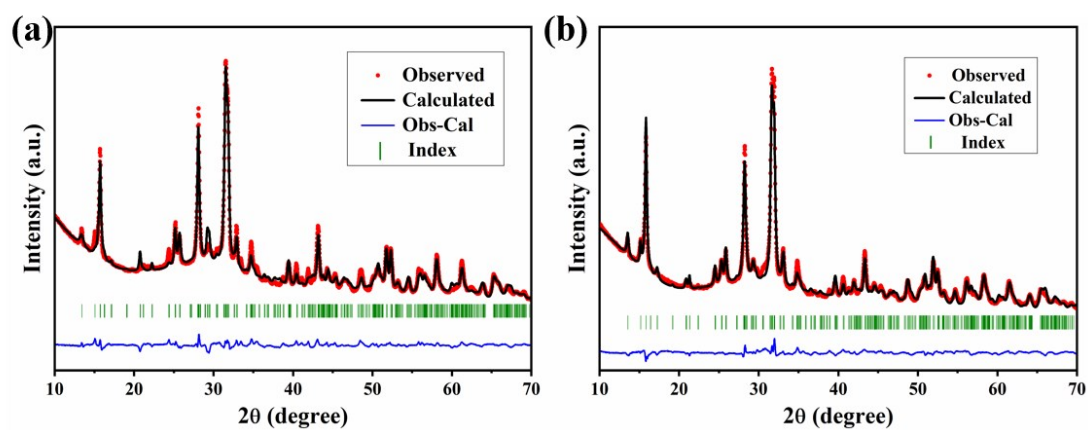 (a)
Observed
Calculated
Obs-Cal
Index
Intensity (a.u.)
10 20 30 40 50 60 70
2θ (degree)
(b)
Observed
Calculated
Obs-Cal
Index
Intensity (a.u.)
10 20 30 40 50 60 70
2θ (degree)